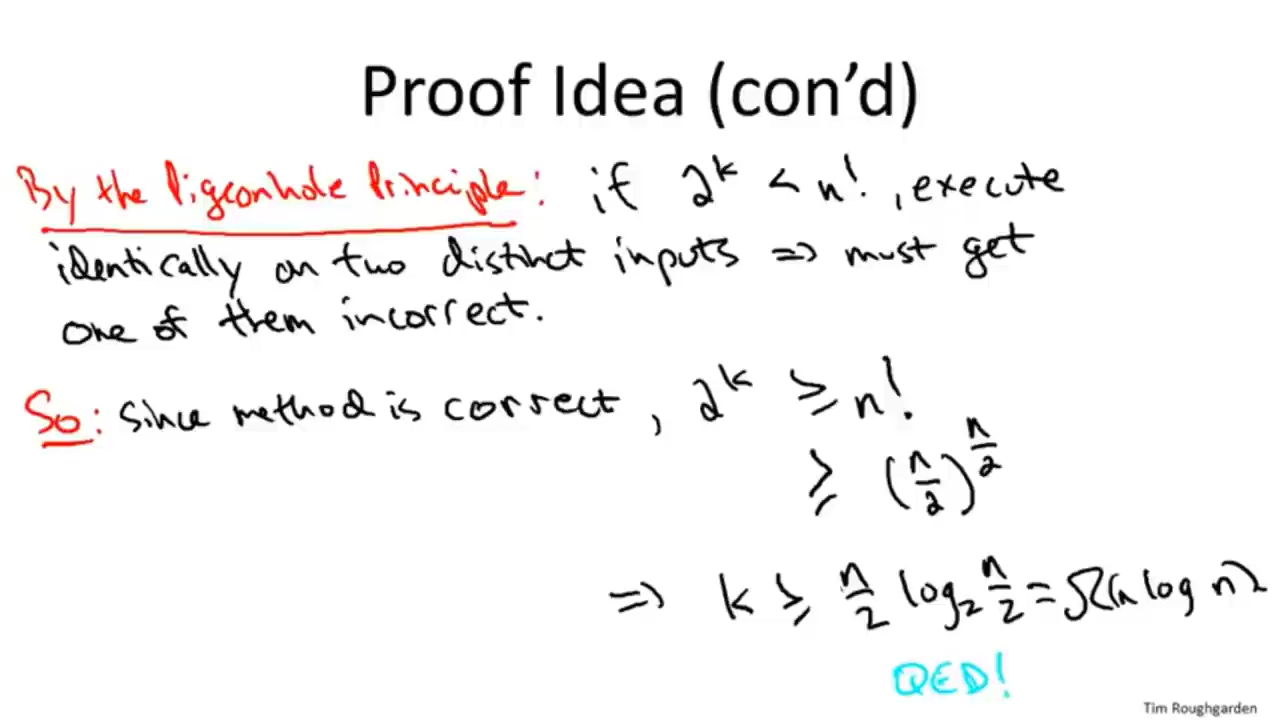 Proof Idea (con'd)
By the Pigeonhole Principle: if 2^k < n!, execute
identically on two distinct inputs => must get
one of them incorrect.
So: since method is correct, 2^k ≥ n!
≥ (n/2)^(n/2)
=> k ≥ n/2 log₂ n/2 = Ω(n log n)
QED!
Tim Roughgarden